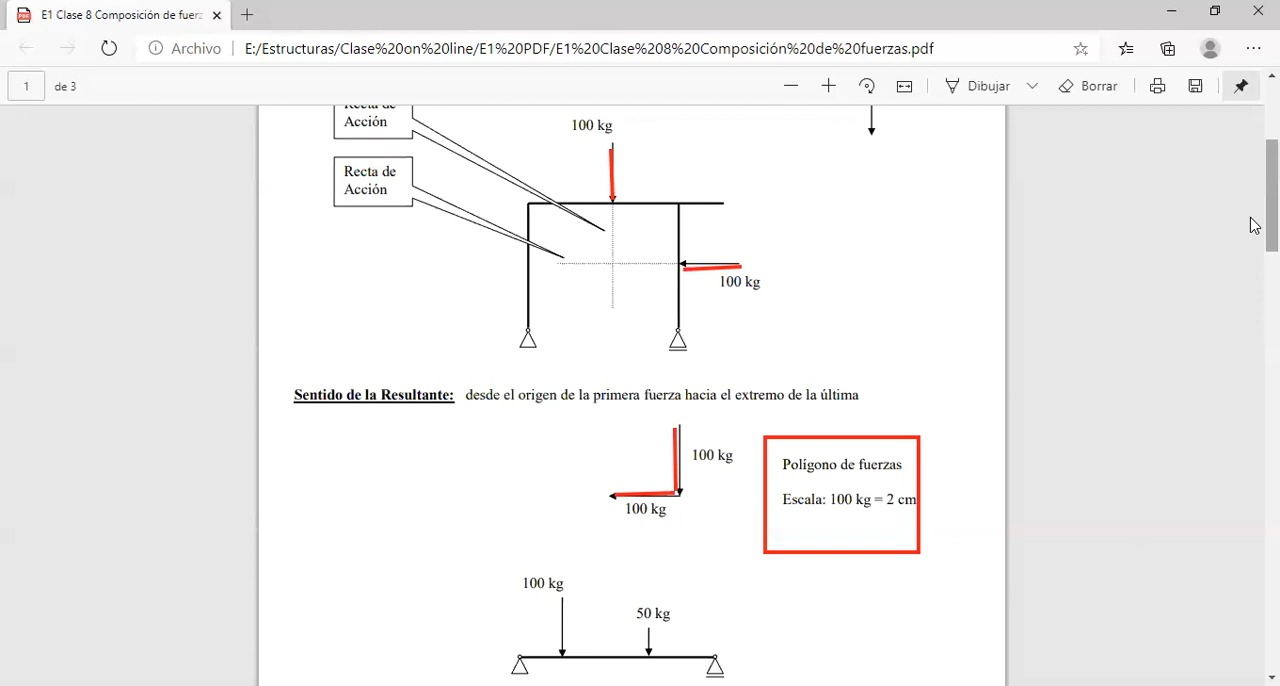 E1 Clase 8 Composición de fuerz
Archivo
E:/Estructuras/Clase%20on%20line/E1%20PDF/E1%20Clase%208%20Composición%20de%20fuerzas.pdf
1 de 3
Dibujar
Borrar
Recta de
Acción
100 kg
Recta de
Acción
100 kg
Sentido de la Resultante: desde el origen de la primera fuerza hacia el extremo de la última
100 kg
100 kg
Polígono de fuerzas
Escala: 100 kg = 2 cm
100 kg
50 kg